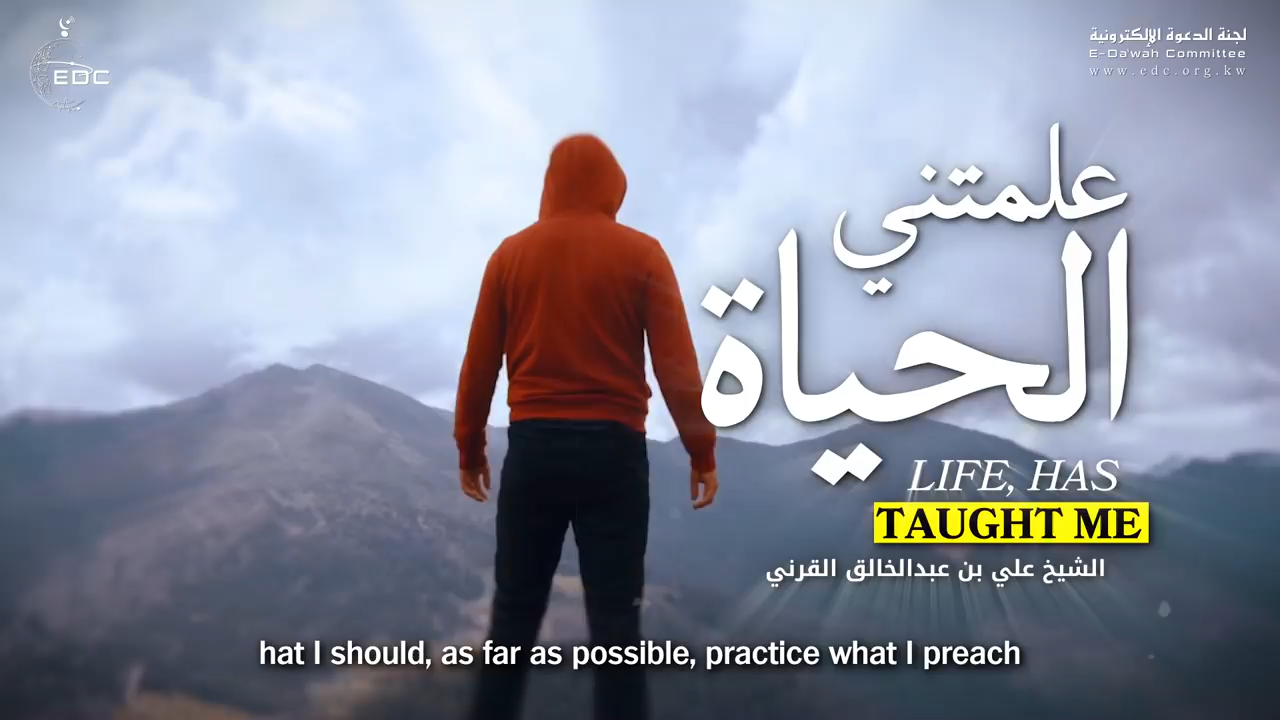 EDC
لجنة الدعوة الإلكترونية
E-Da'wah Committee
www.edc.org.kw
علمتني
الحياة
LIFE, HAS
TAUGHT ME
الشيخ علي بن عبدالخالق القرني
hat I should, as far as possible, practice what I preach